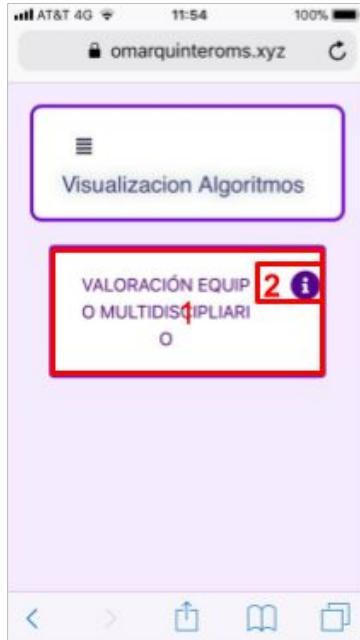 AT&T 4G 11:54 100%
omarquinteroms.xyz
Visualizacion Algoritmos
VALORACIÓN EQUIP 2
O MULTIDISCIPLIARI
1
O